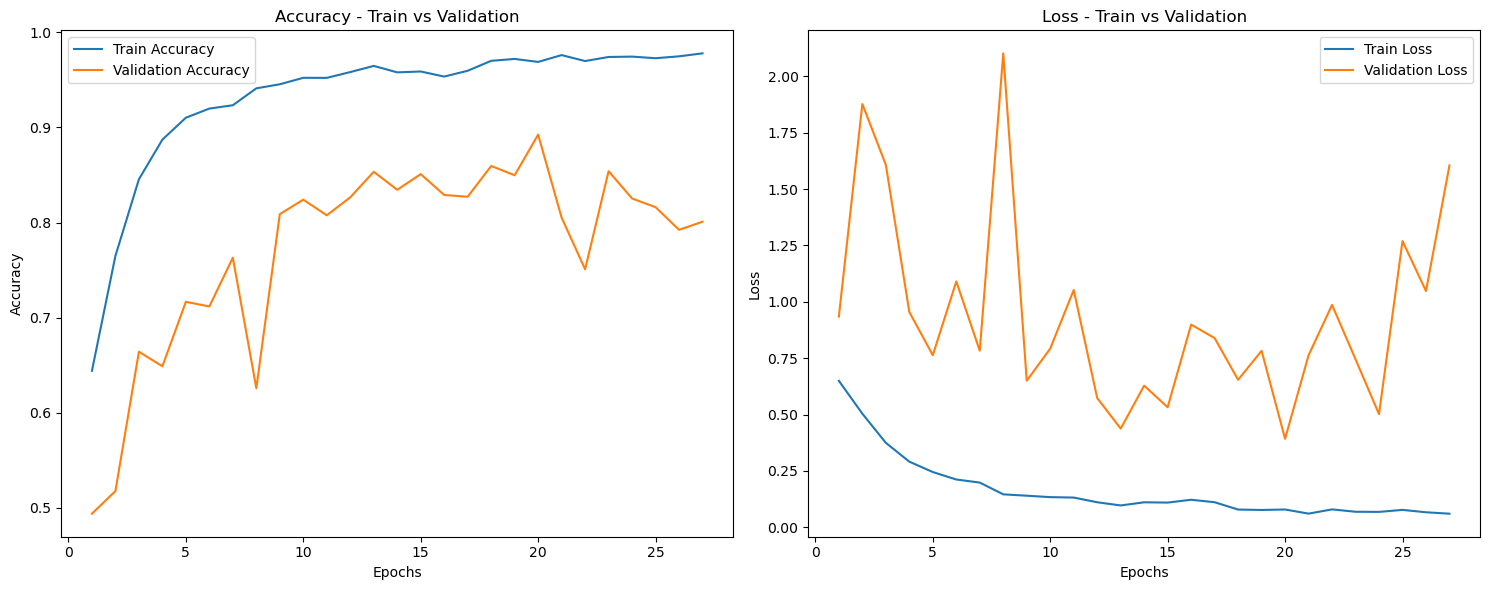 Accuracy - Train vs Validation
Train Accuracy
Validation Accuracy
1.0
0.9
0.8
0.7
0.6
0.5
Accuracy
0 5 10 15 20 25
Epochs
Loss - Train vs Validation
Train Loss
Validation Loss
2.00
1.75
1.50
1.25
1.00
0.75
0.50
0.25
0.00
Loss
0 5 10 15 20 25
Epochs